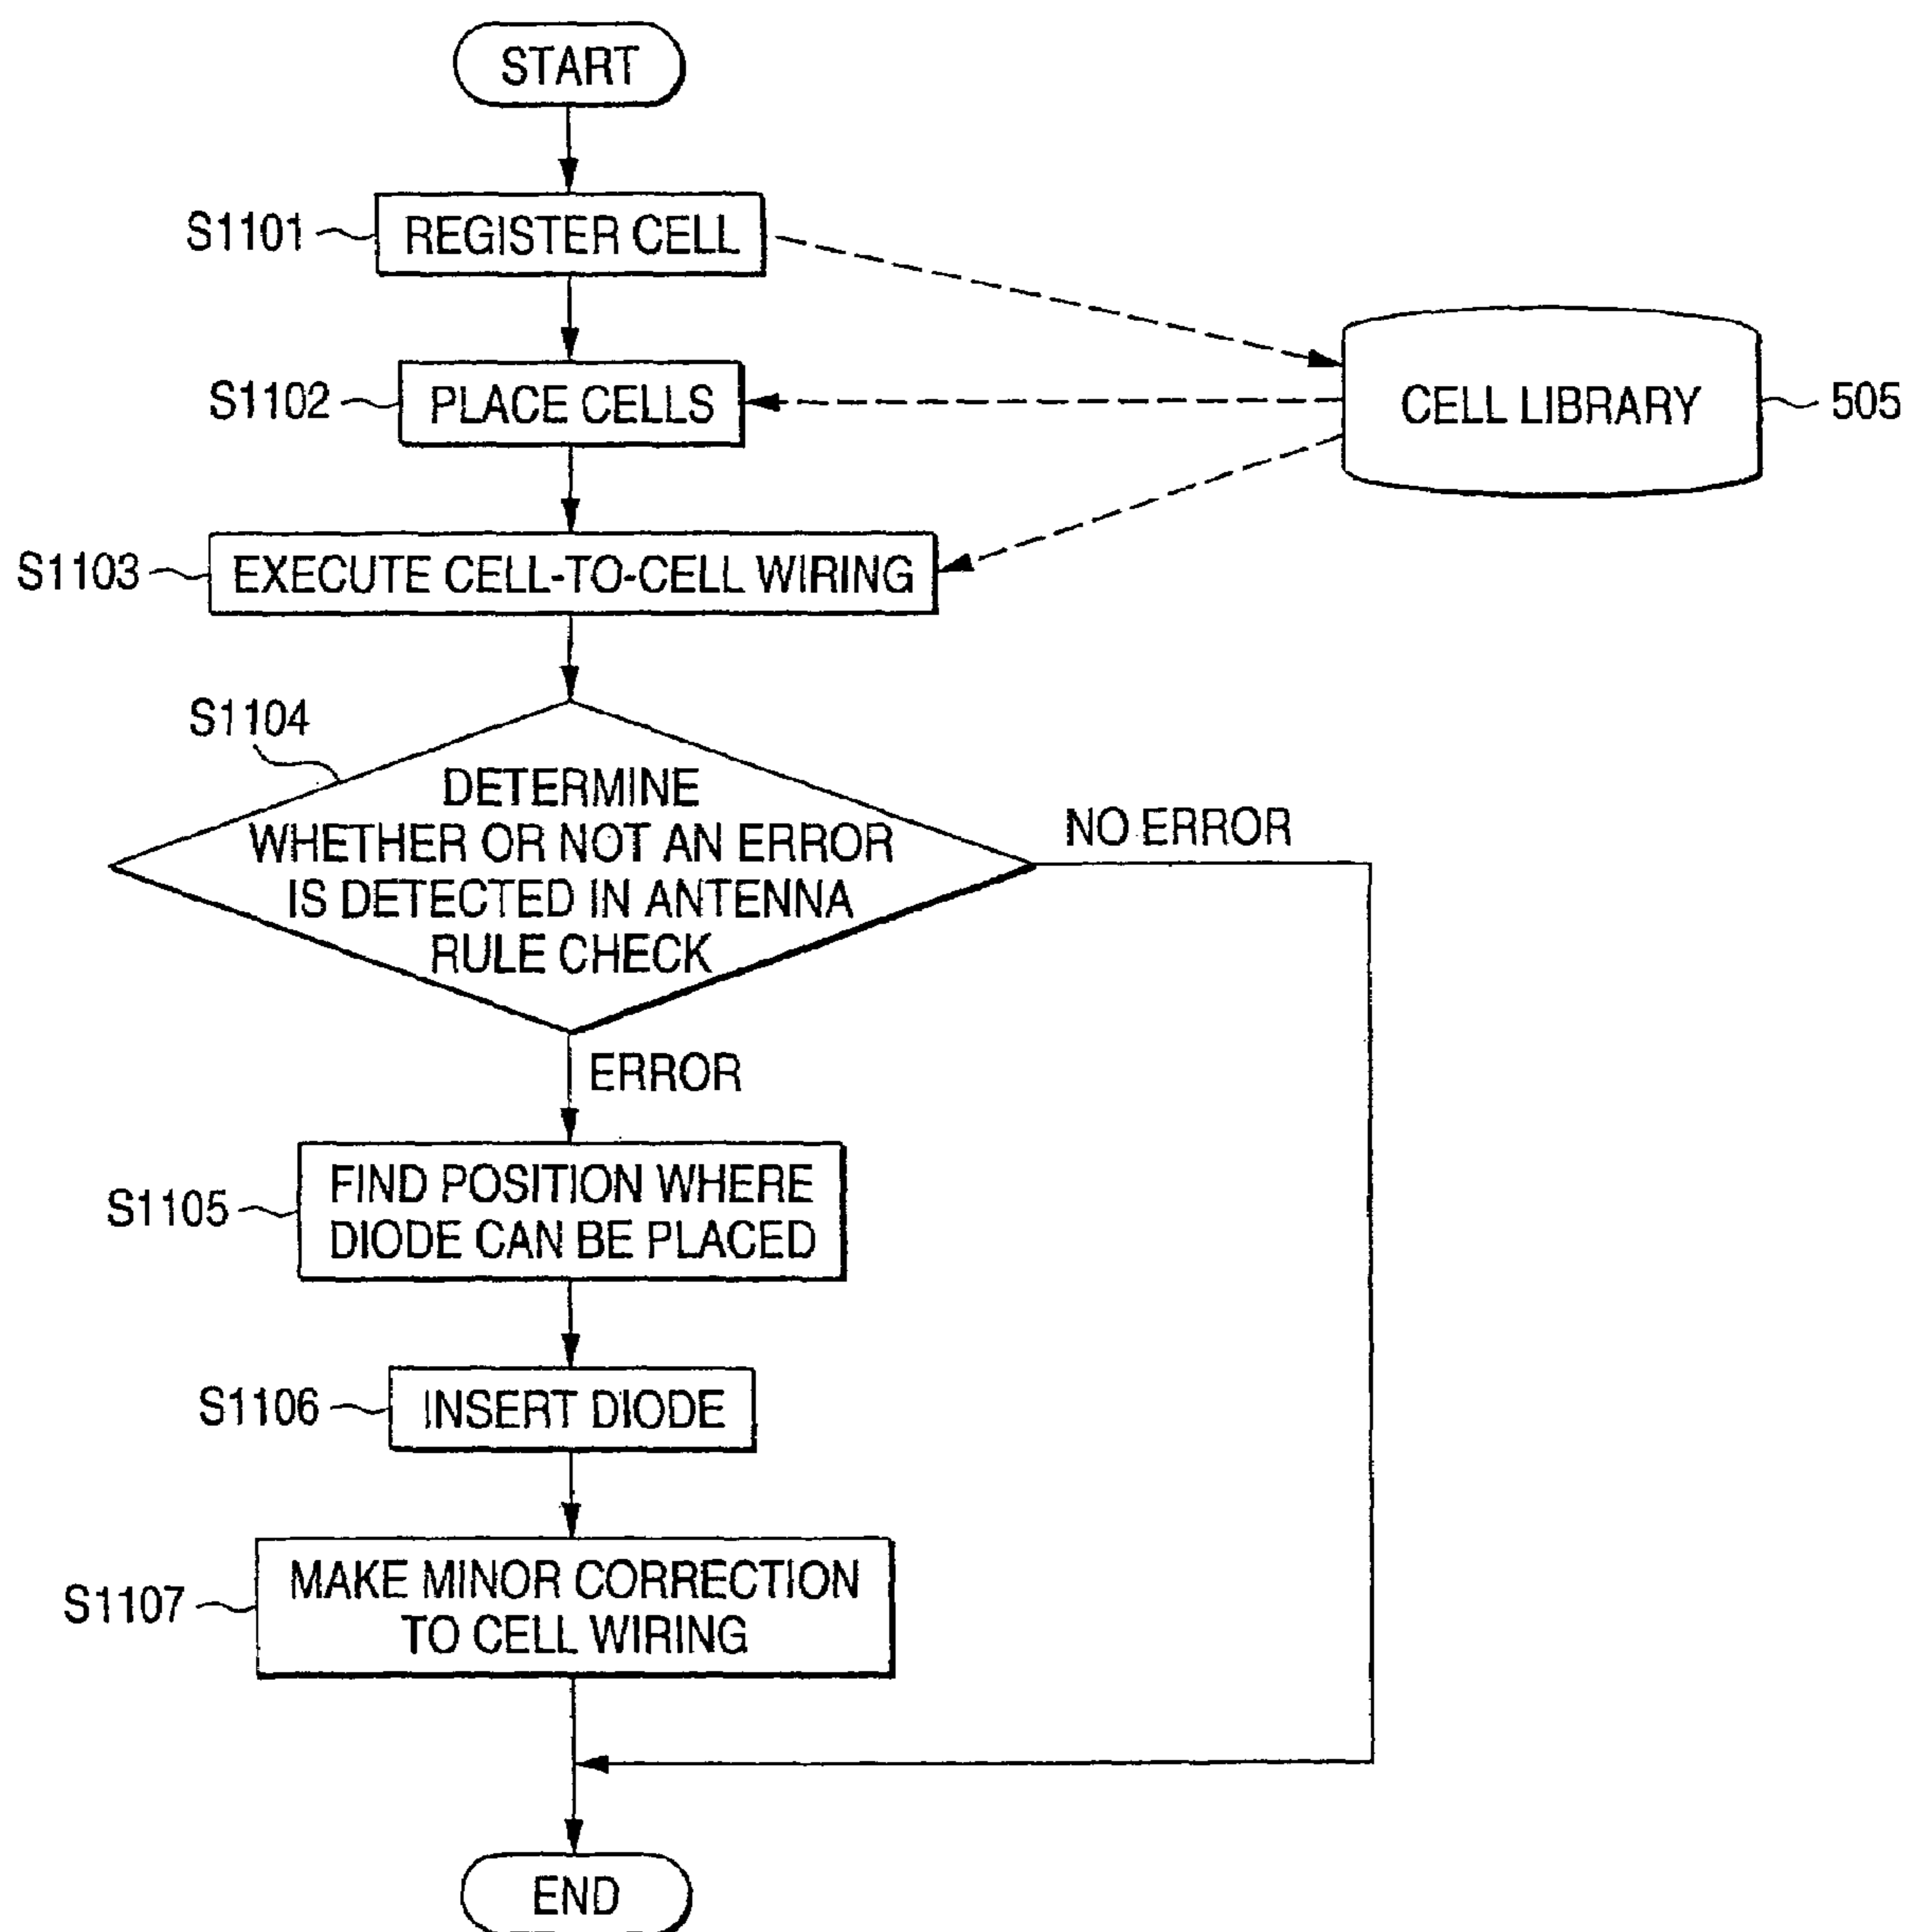 START
S1101
REGISTER CELL
S1102
PLACE CELLS
CELL LIBRARY
505
S1103
EXECUTE CELL-TO-CELL WIRING
S1104
DETERMINE
WHETHER OR NOT AN ERROR
IS DETECTED IN ANTENNA
RULE CHECK
NO ERROR
ERROR
S1105
FIND POSITION WHERE
DIODE CAN BE PLACED
S1106
INSERT DIODE
S1107
MAKE MINOR CORRECTION
TO CELL WIRING
END